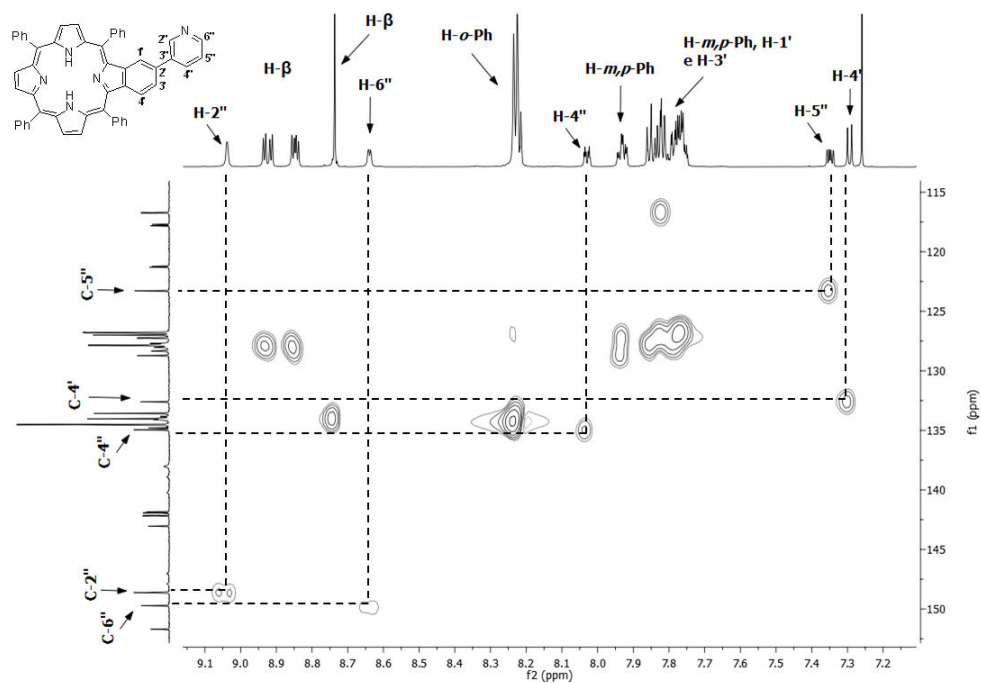 Ph
Ph
N
2''
6''
NH
1'
3''
5''
2'
4''
N
N
3'
HN
4'
Ph
Ph
H-β
H-β
H-o-Ph
H-m,p-Ph, H-1'
e H-3'
H-m,p-Ph
H-6''
H-4'
H-2''
H-4''
H-5''
C-5''
C-4'
C-4''
C-2''
C-6''
115
120
125
130
135
140
145
150
f1 (ppm)
9.1 9.0 8.9 8.8 8.7 8.6 8.5 8.4 8.3 8.2 8.1 8.0 7.9 7.8 7.7 7.6 7.5 7.4 7.3 7.2
f2 (ppm)